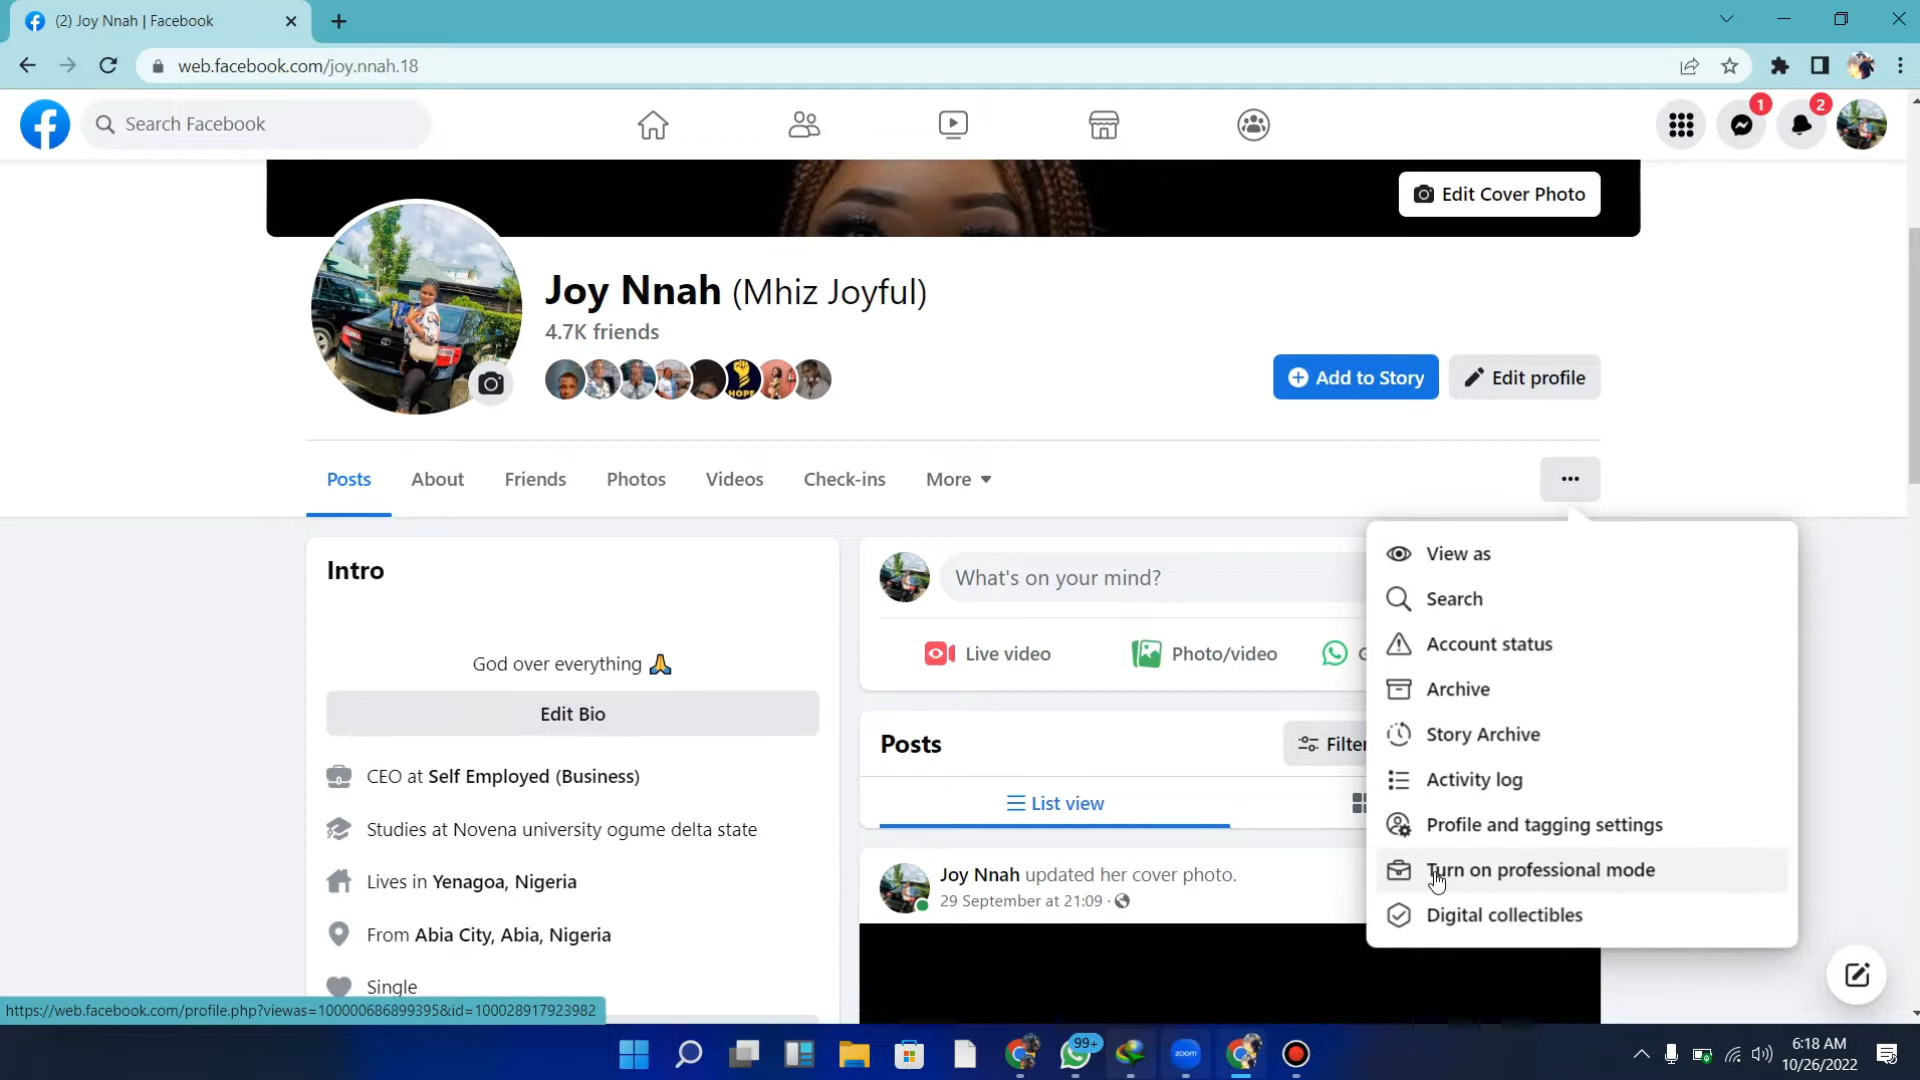 (2) Joy Nnah | Facebook
web.facebook.com/joy.nnah.18
Search Facebook
1
2
Edit Cover Photo
Joy Nnah (Mhiz Joyful)
4.7K friends
HOPE
Add to Story
Edit profile
Posts
About
Friends
Photos
Videos
Check-ins
More
View as
Search
Account status
Archive
Story Archive
Activity log
Profile and tagging settings
Turn on professional mode
Digital collectibles
Intro
God over everything 🙏
Edit Bio
CEO at Self Employed (Business)
Studies at Novena university ogume delta state
Lives in Yenagoa, Nigeria
From Abia City, Abia, Nigeria
Single
What's on your mind?
Live video
Photo/video
Posts
List view
Joy Nnah updated her cover photo.
29 September at 21:09 ·
https://web.facebook.com/profile.php?viewas=100000686899395&id=100028917923982
99+
zoom
6:18 AM
10/26/2022